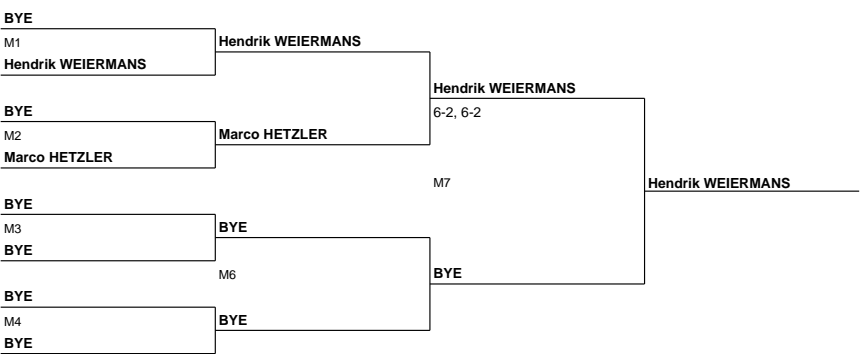 BYE
M1
Hendrik WEIERMANS
Hendrik WEIERMANS
BYE
M2
Marco HETZLER
Marco HETZLER
Hendrik WEIERMANS
6-2, 6-2
M7
Hendrik WEIERMANS
BYE
M3
BYE
BYE
M6
BYE
M4
BYE
BYE
BYE